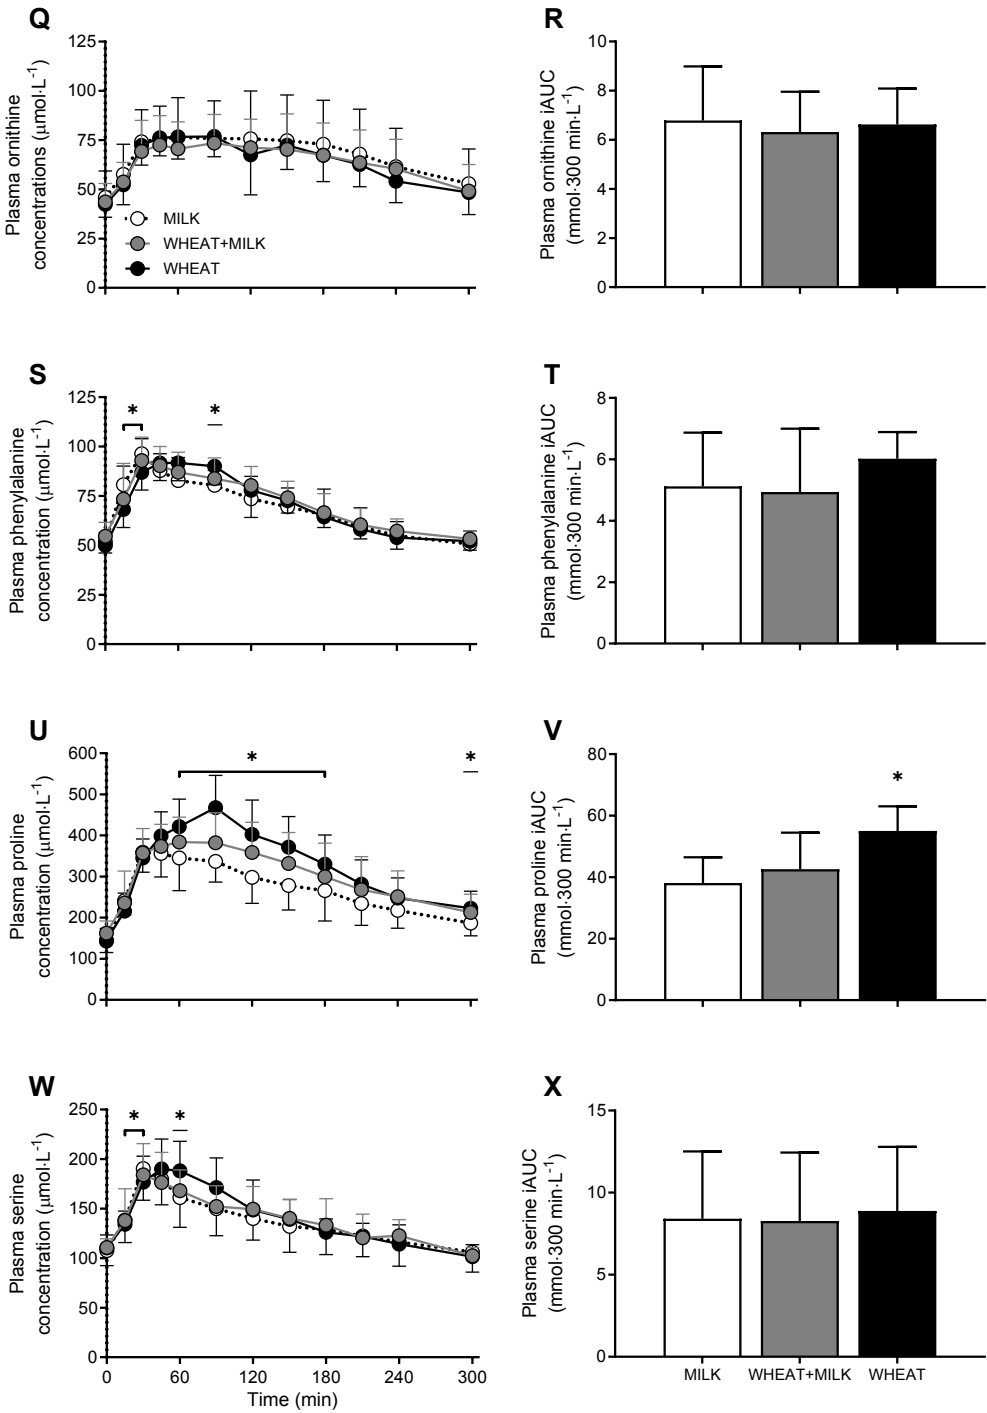 Q
Plasma ornithine
concentrations (μmol·L⁻¹)
125
100
75
50
25
0
MILK
WHEAT+MILK
WHEAT
R
Plasma ornithine iAUC
(mmol·300 min·L⁻¹)
10
8
6
4
2
0
S
Plasma phenylalanine
concentration (μmol·L⁻¹)
125
100
75
50
25
0
*
*
T
Plasma phenylalanine iAUC
(mmol·300 min·L⁻¹)
8
6
4
2
0
U
Plasma proline
concentration (μmol·L⁻¹)
600
500
400
300
200
100
0
*
*
V
Plasma proline iAUC
(mmol·300 min·L⁻¹)
80
60
40
20
0
*
W
Plasma serine
concentration (μmol·L⁻¹)
250
200
150
100
50
0
*
*
0 60 120 180 240 300
Time (min)
X
Plasma serine iAUC
(mmol·300 min·L⁻¹)
15
10
5
0
MILK WHEAT+MILK WHEAT